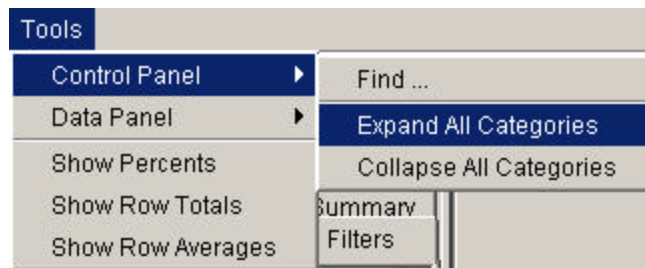 Tools
Control Panel
Data Panel
Show Percents
Show Row Totals
Show Row Averages
Find ...
Expand All Categories
Collapse All Categories
Summary
Filters